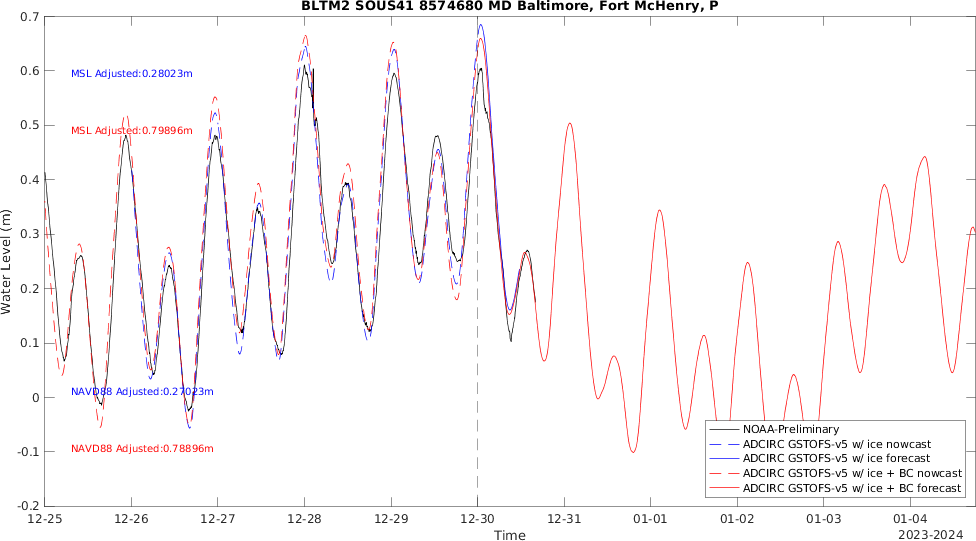 BLTM2 SOUS41 8574680 MD Baltimore, Fort McHenry, P
0.7
0.6
0.5
0.4
0.3
0.2
0.1
0
-0.1
-0.2
Water Level (m)
MSL Adjusted:0.28023m
MSL Adjusted:0.79896m
NAVD88 Adjusted:0.27023m
NAVD88 Adjusted:0.78896m
NOAA-Preliminary
ADCIRC GSTOFS-v5 w/ ice nowcast
ADCIRC GSTOFS-v5 w/ ice forecast
ADCIRC GSTOFS-v5 w/ ice + BC nowcast
ADCIRC GSTOFS-v5 w/ ice + BC forecast
12-25 12-26 12-27 12-28 12-29 12-30 12-31 01-01 01-02 01-03 01-04
Time
2023-2024